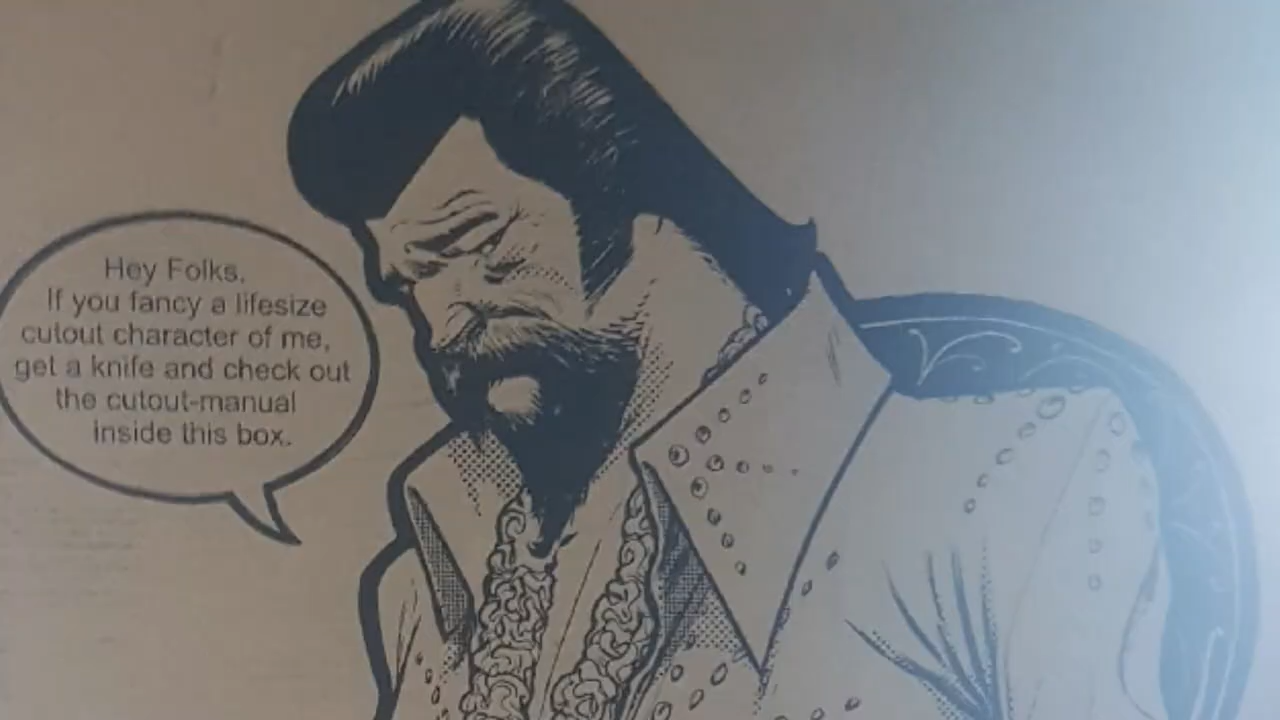 Hey Folks,
If you fancy a lifesize
cutout character of me,
get a knife and check out
the cutout-manual
inside this box.